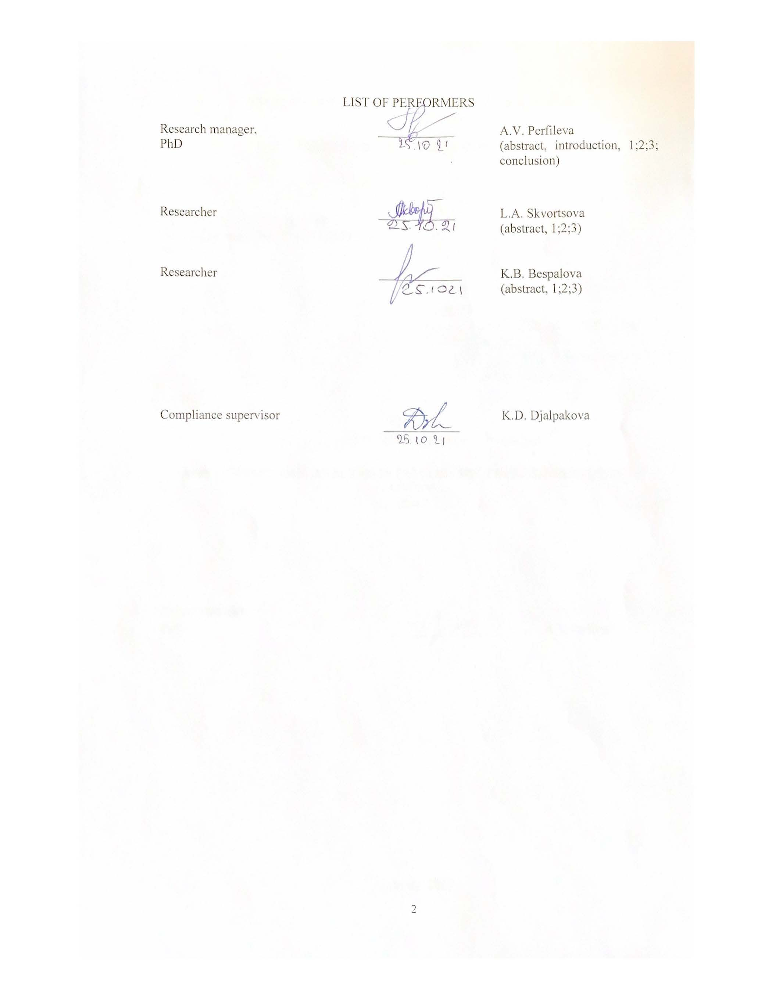 LIST OF PERFORMERS
Research manager,
PhD
25.10 21
A.V. Perfileva
(abstract, introduction, 1;2;3;
conclusion)
Researcher
25.10.21
L.A. Skvortsova
(abstract, 1;2;3)
Researcher
25.1021
K.B. Bespalova
(abstract, 1;2;3)
Compliance supervisor
25.10 21
K.D. Djalpakova
2